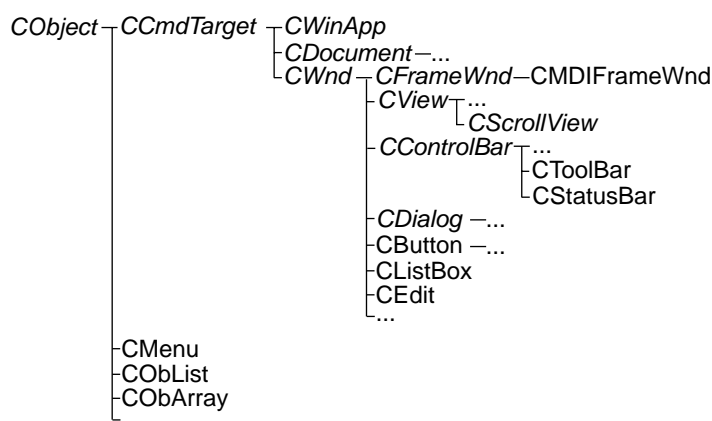 CObject CCmdTarget CWinApp
CDocument ...
CWnd CFrameWnd CMDIFrameWnd
CView ...
CScrollView
CControlBar ...
CToolBar
CStatusBar
CDialog ...
CButton ...
CListBox
CEdit
...
CMenu
CObList
CObArray